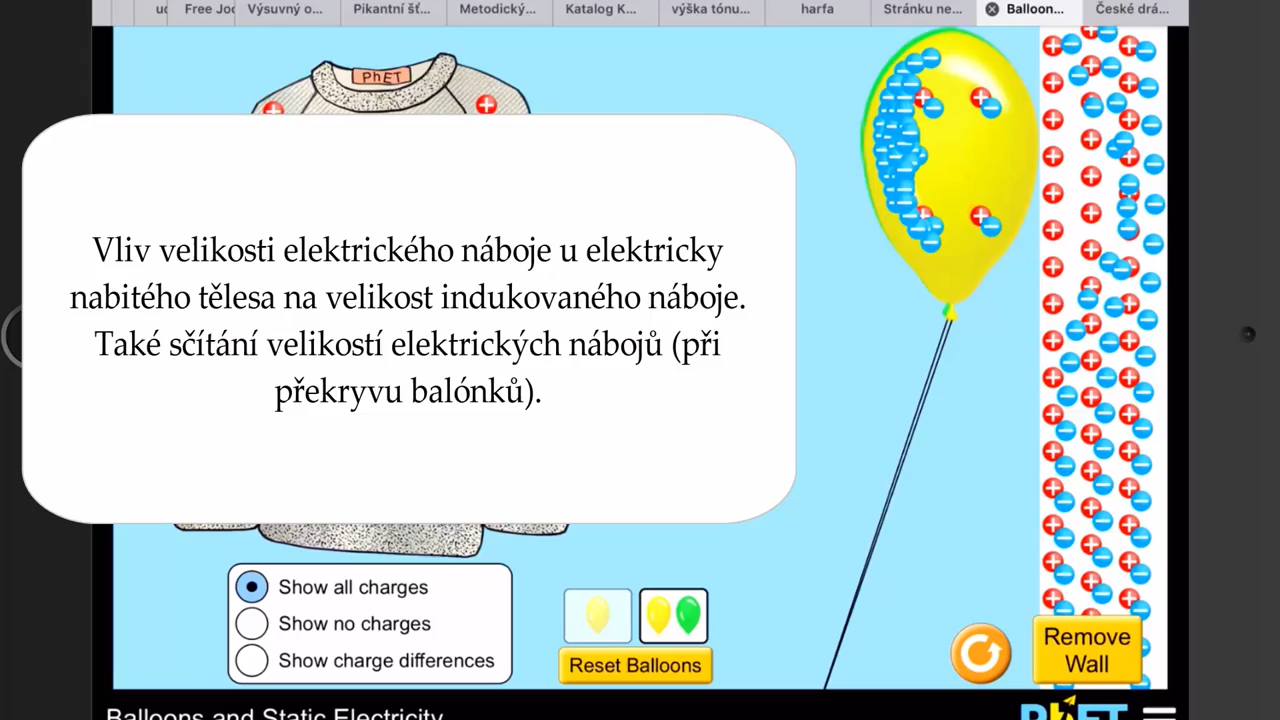 Free Joc
Výsuvný o...
Pikantní šť...
Metodický...
Katalog K...
výška tónu...
harfa
Stránku ne...
Balloon...
České drá...
PhET
Vliv velikosti elektrického náboje u elektricky
nabitého tělesa na velikost indukovaného náboje.
Také sčítání velikostí elektrických nábojů (při
překryvu balónků).
Show all charges
Show no charges
Show charge differences
Reset Balloons
Remove
Wall
Balloons and Static Electricity
PhET